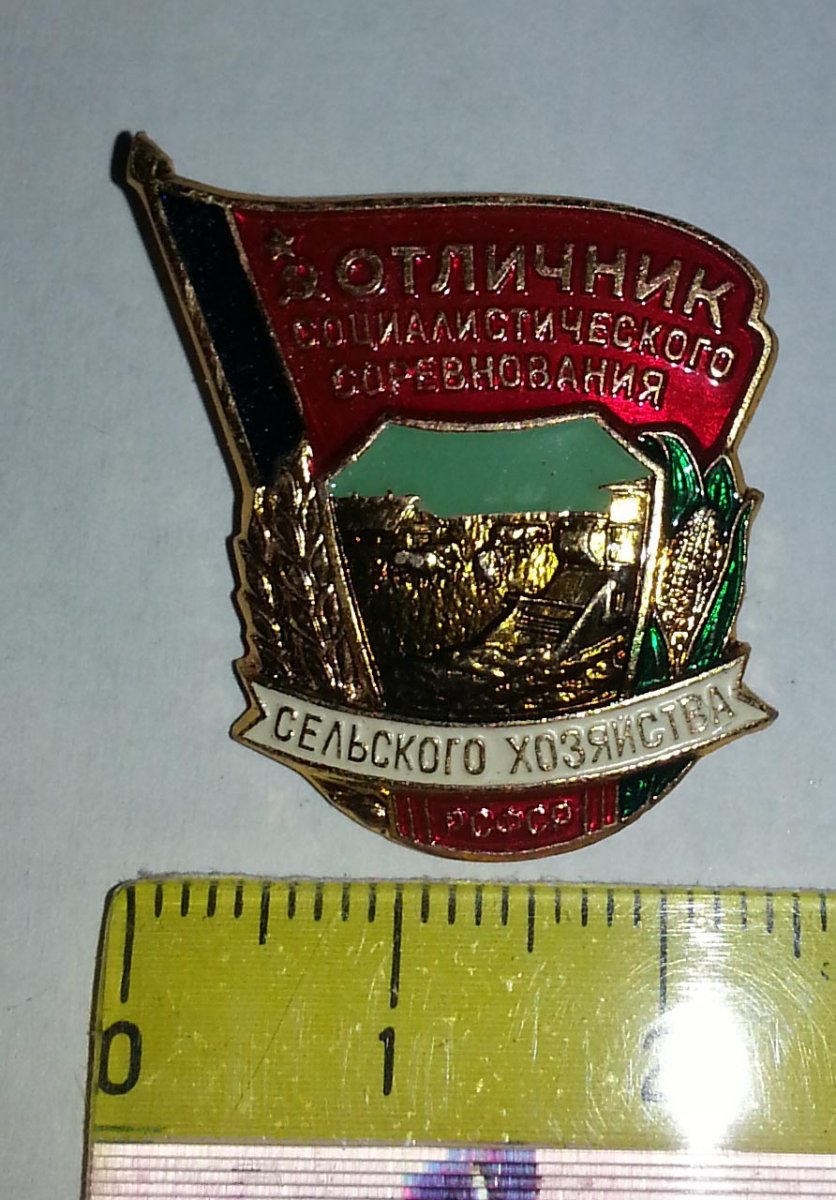 ОТЛИЧНИК
СОЦИАЛИСТИЧЕСКОГО
СОРЕВНОВАНИЯ
СЕЛЬСКОГО ХОЗЯЙСТВА
РСФСР
0 1 2